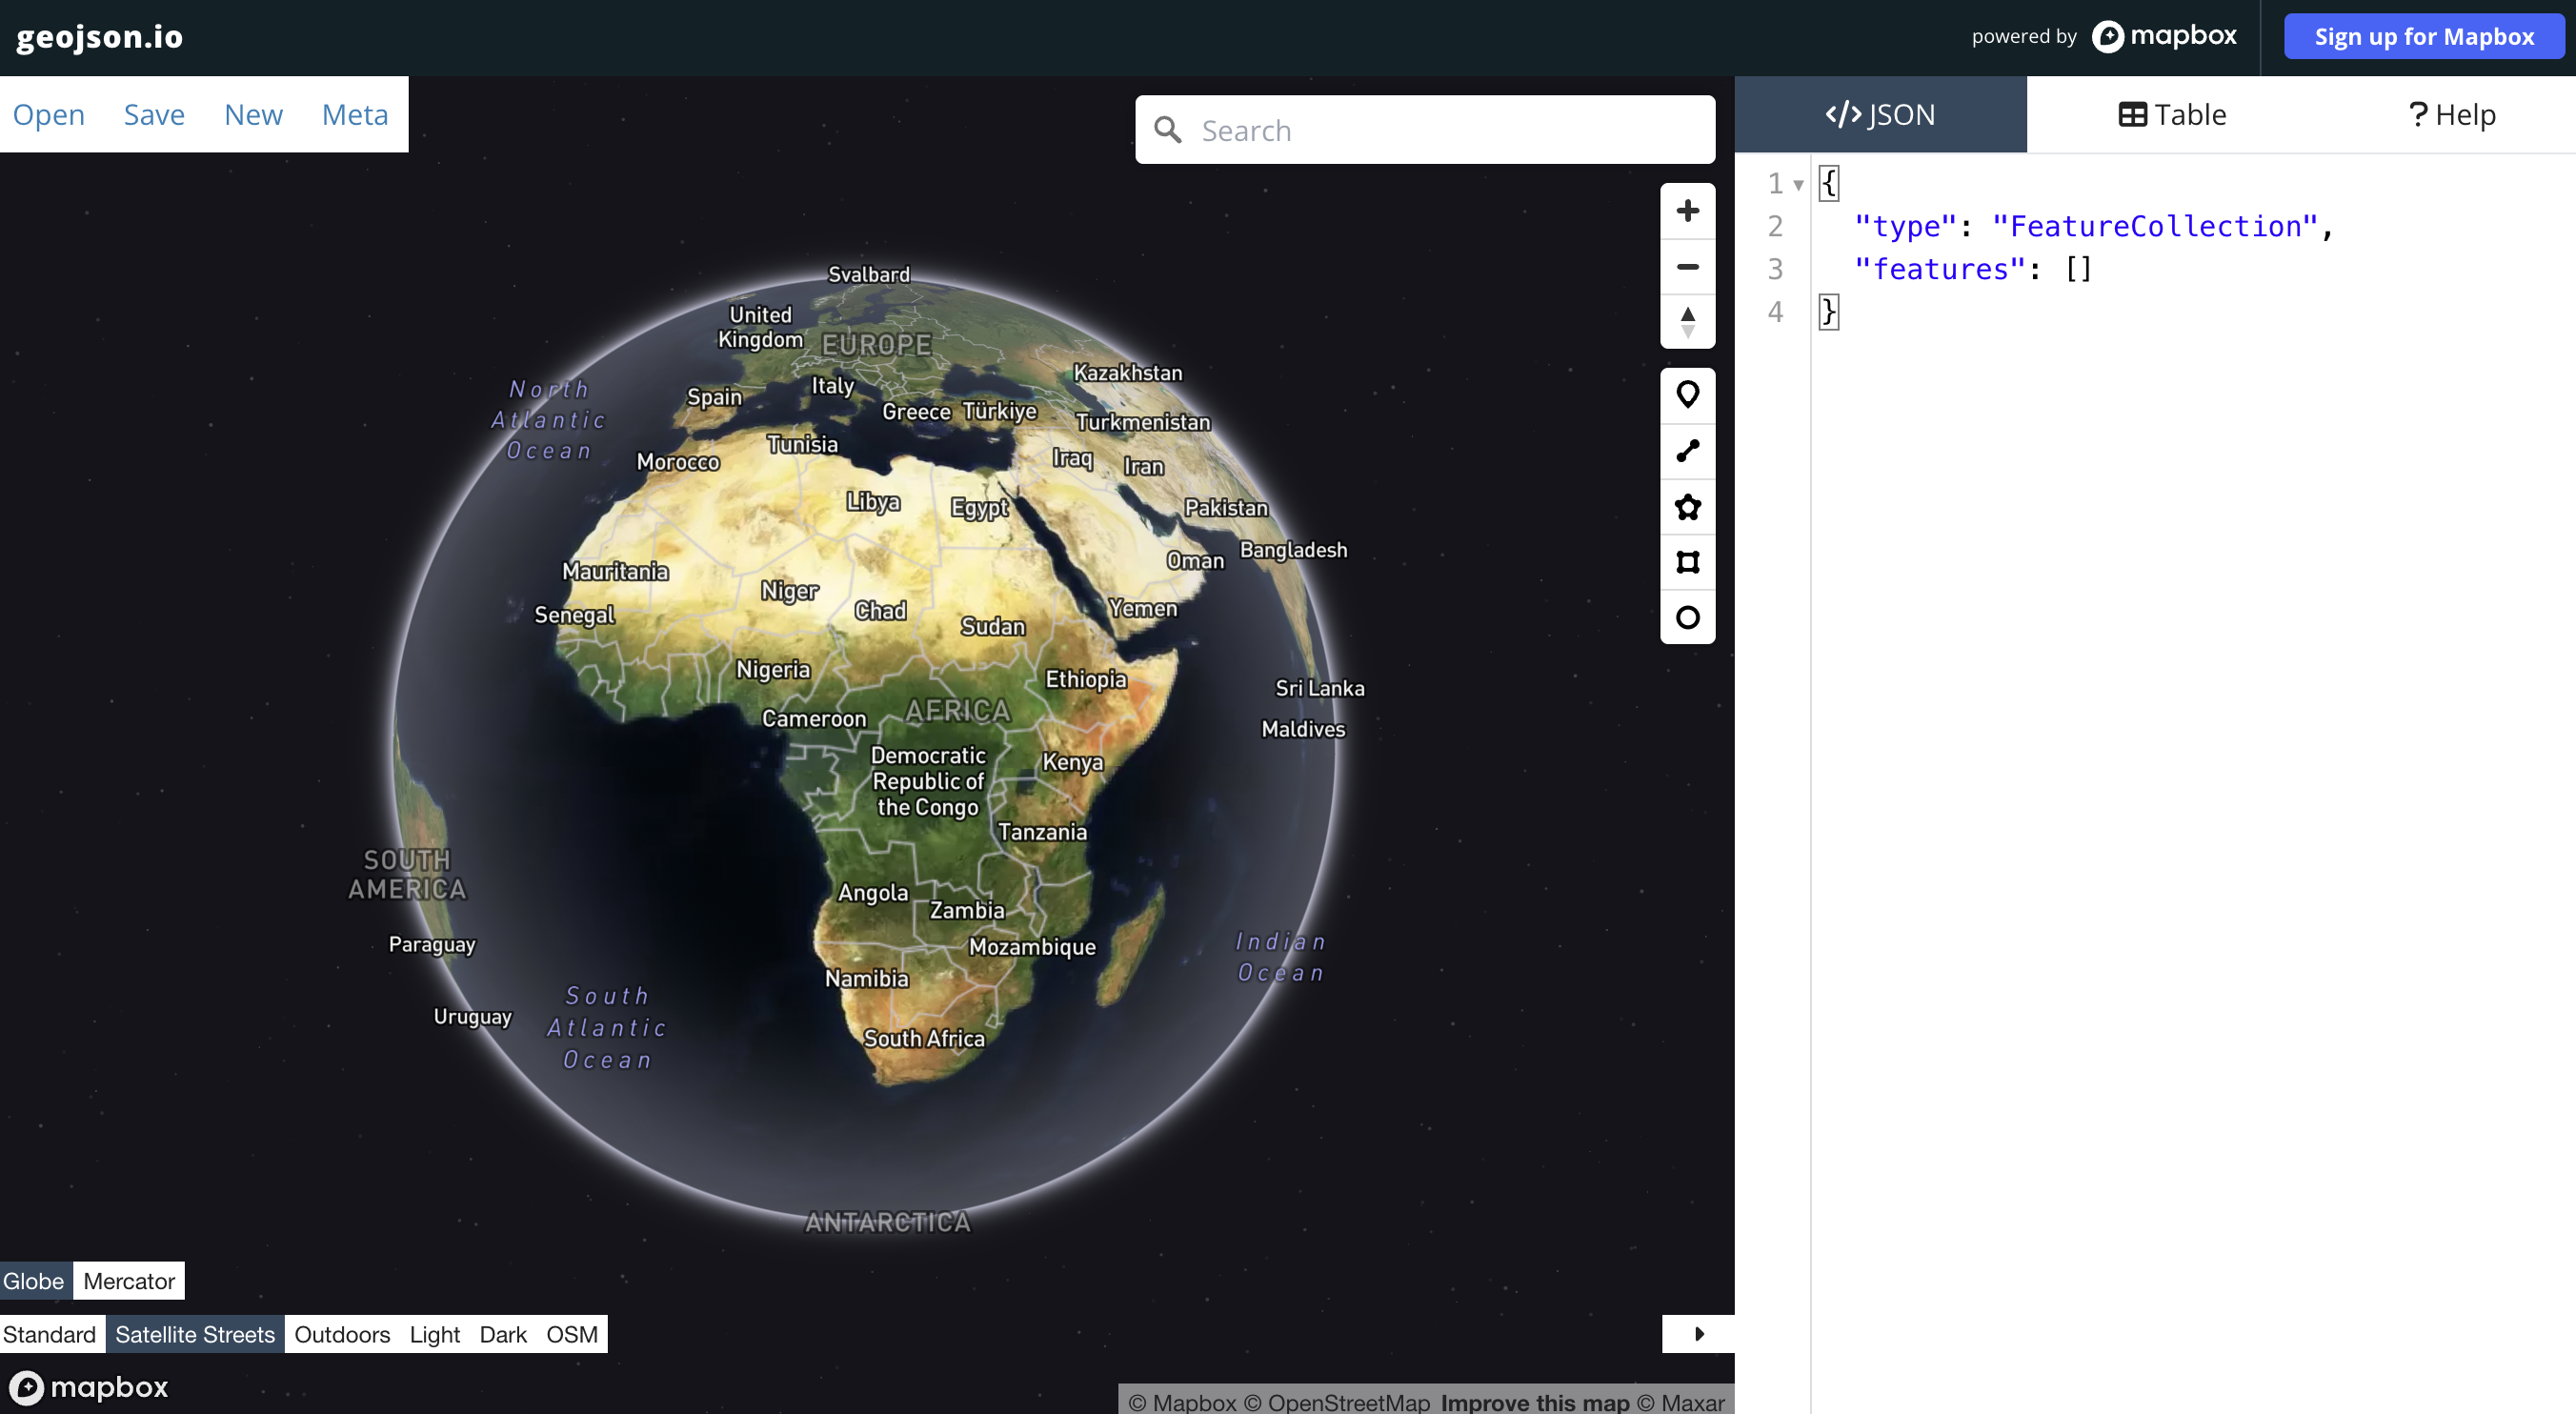 geojson.io
powered by mapbox
Sign up for Mapbox
Open Save New Meta
Search
JSON
Table
? Help
1 {
2 "type": "FeatureCollection",
3 "features": []
4 }
Svalbard
United
Kingdom
EUROPE
North
Atlantic
Ocean
Spain
Italy
Greece
Türkiye
Kazakhstan
Turkmenistan
Tunisia
Morocco
Iraq
Iran
Libya
Egypt
Pakistan
Bangladesh
Oman
Mauritania
Niger
Chad
Yemen
Senegal
Sudan
Nigeria
Ethiopia
Sri Lanka
AFRICA
Cameroon
Maldives
Democratic
Republic of
the Congo
Kenya
Tanzania
SOUTH
AMERICA
Angola
Zambia
Paraguay
Mozambique
Indian
Ocean
Namibia
South
Atlantic
Ocean
Uruguay
South Africa
ANTARCTICA
Globe Mercator
Standard Satellite Streets Outdoors Light Dark OSM
mapbox
© Mapbox © OpenStreetMap Improve this map © Maxar